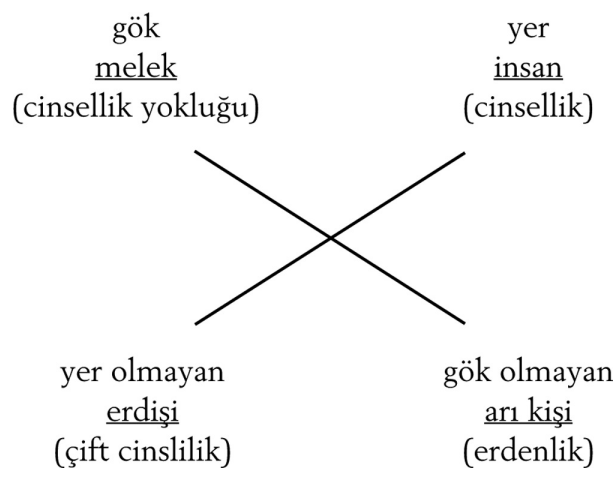 gök
melek
(cinsellik yokluğu)
yer
insan
(cinsellik)
yer olmayan
erdişi
(çift cinslilik)
gök olmayan
arı kişi
(erdenlik)